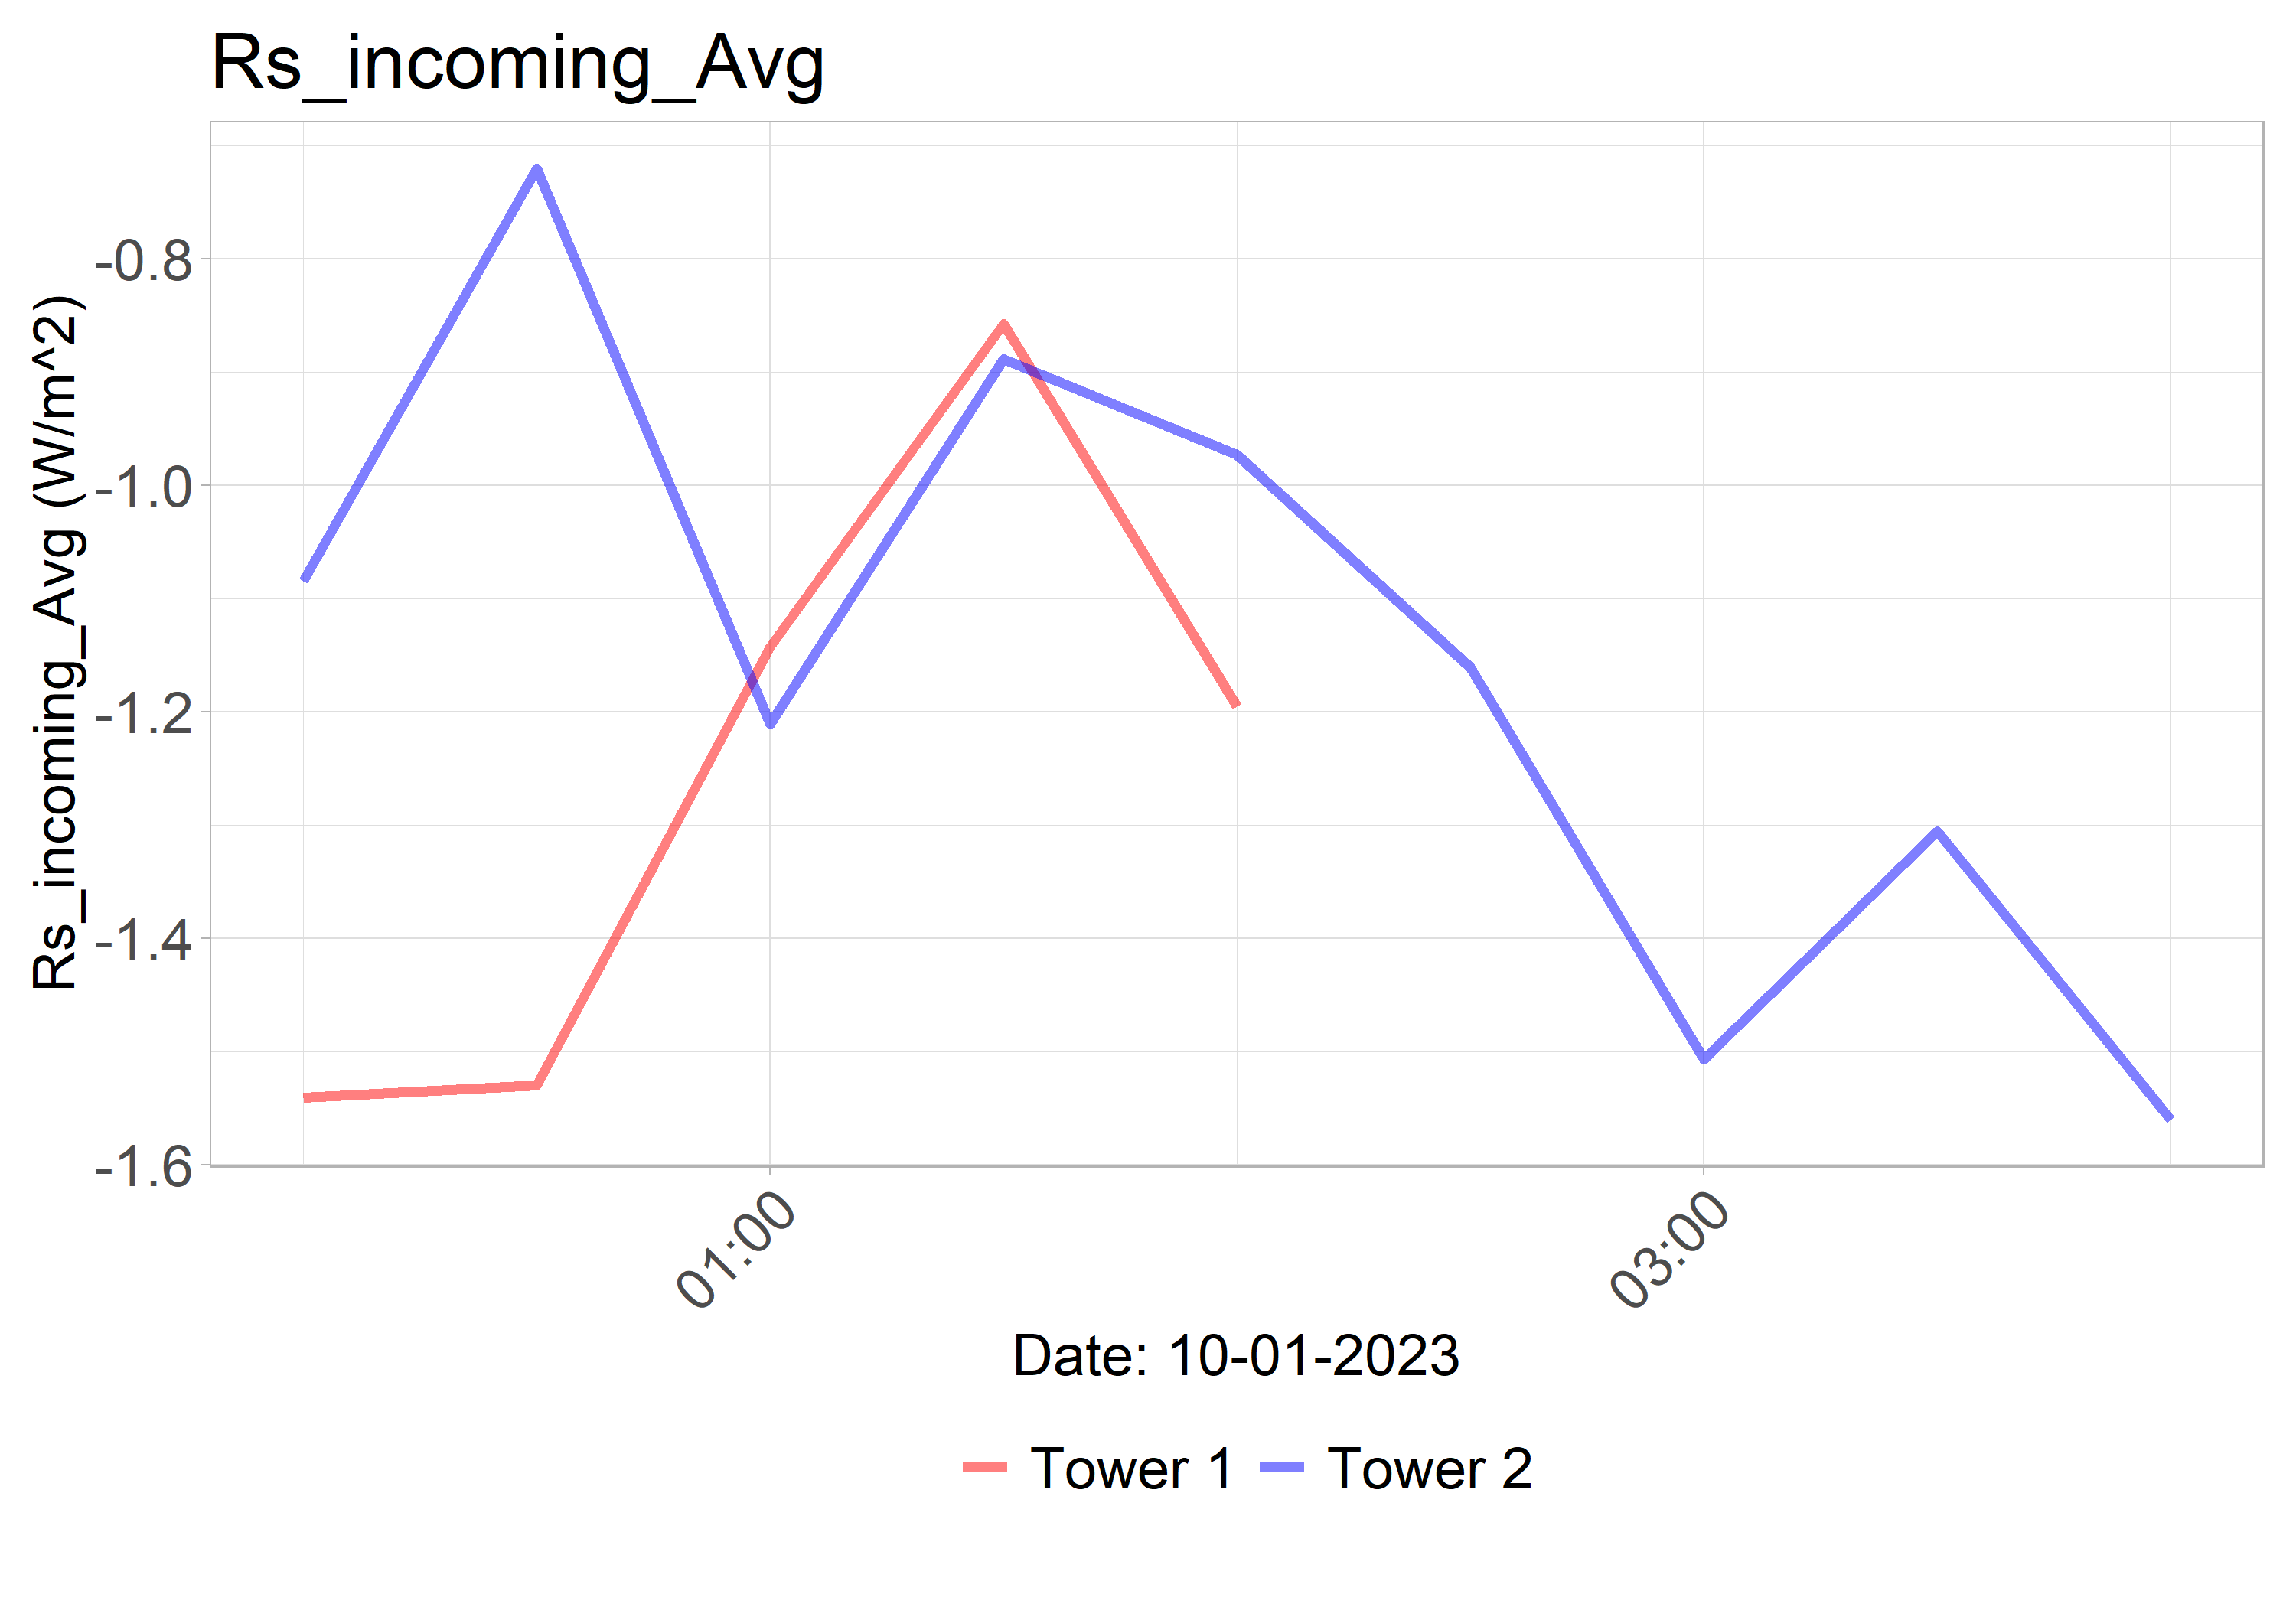 Rs_incoming_Avg
Rs_incoming_Avg (W/m^2)
-0.8
-1.0
-1.2
-1.4
-1.6
01:00
03:00
Date: 10-01-2023
Tower 1
Tower 2